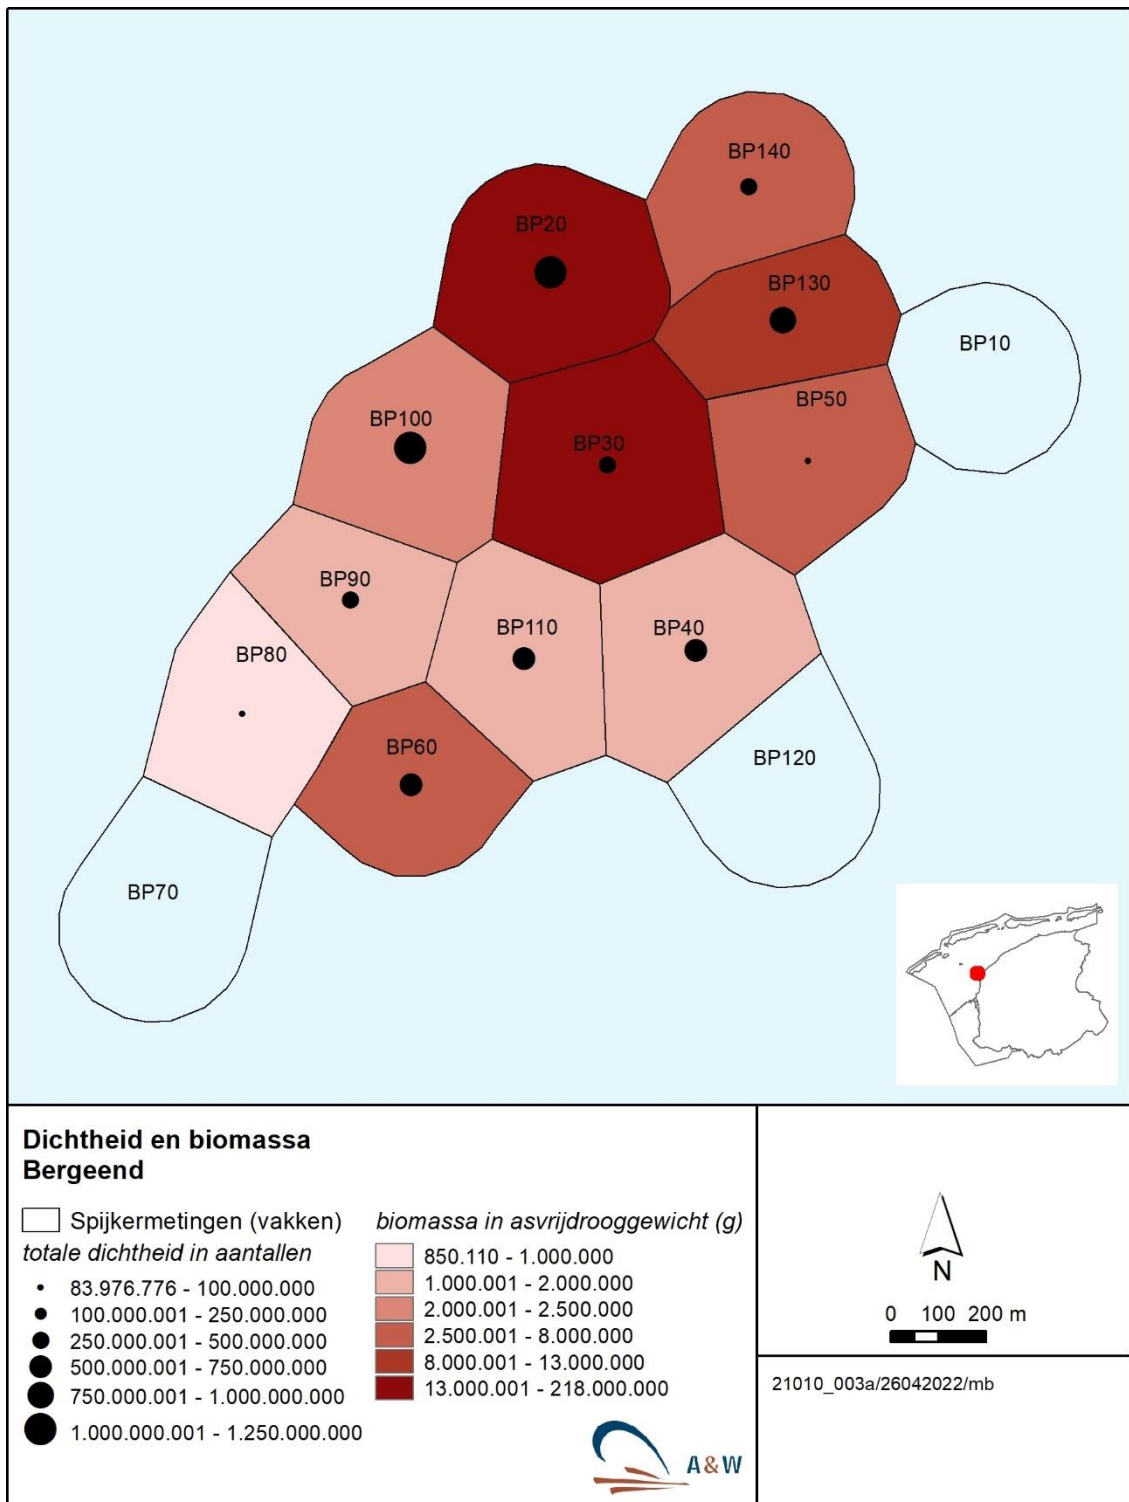 BP140
BP20
BP130
BP10
BP50
BP100
BP30
BP90
BP110
BP40
BP80
BP60
BP120
BP70
Dichtheid en biomassa
Bergeend
Spijkermetingen (vakken)
totale dichtheid in aantallen
83.976.776 - 100.000.000
100.000.001 - 250.000.000
250.000.001 - 500.000.000
500.000.001 - 750.000.000
750.000.001 - 1.000.000.000
1.000.000.001 - 1.250.000.000
biomassa in asvrijdrooggewicht (g)
850.110 - 1.000.000
1.000.001 - 2.000.000
2.000.001 - 2.500.000
2.500.001 - 8.000.000
8.000.001 - 13.000.000
13.000.001 - 218.000.000
A&W
N
0 100 200 m
21010_003a/26042022/mb